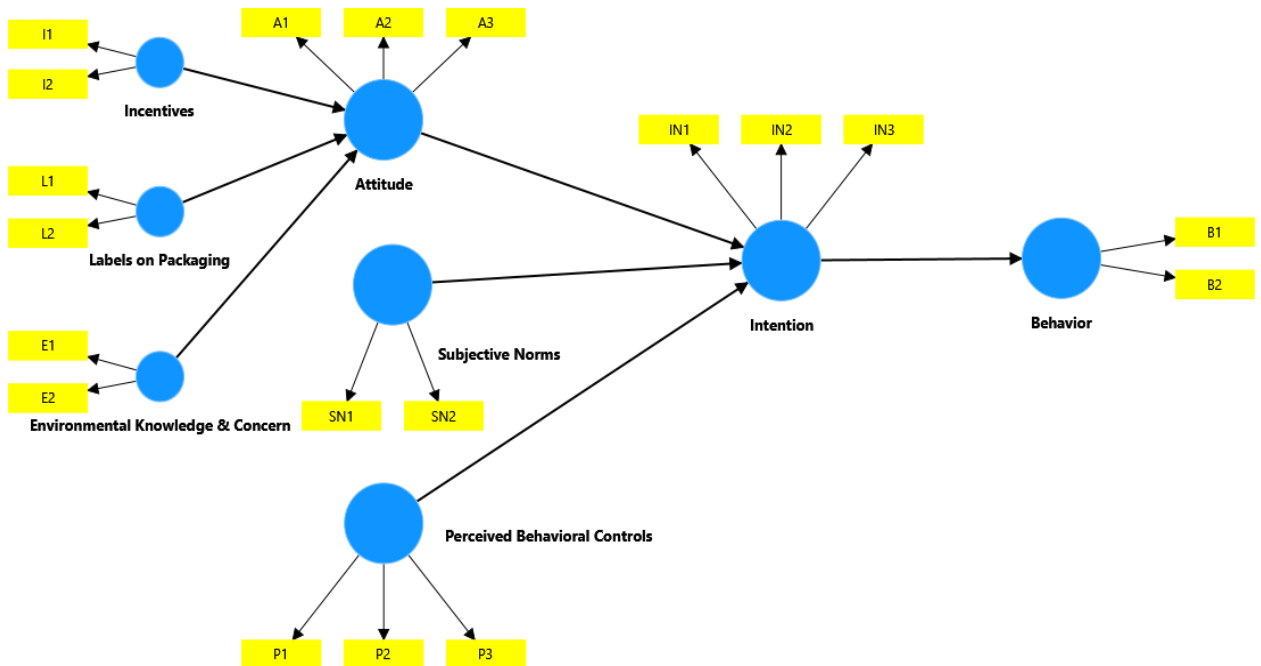 I1
I2
Incentives
A1
A2
A3
Attitude
L1
L2
Labels on Packaging
E1
E2
Environmental Knowledge & Concern
Subjective Norms
SN1
SN2
Perceived Behavioral Controls
P1
P2
P3
IN1
IN2
IN3
Intention
Behavior
B1
B2